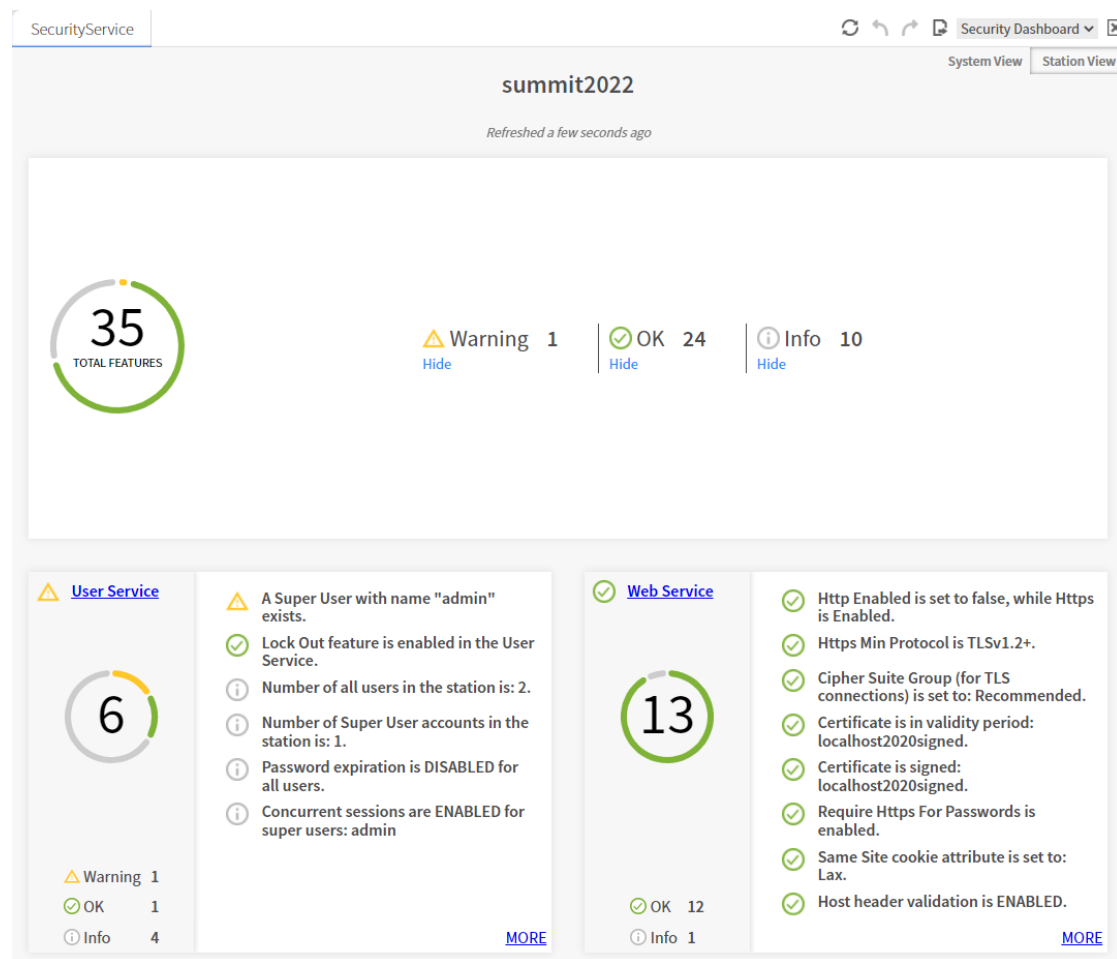 SecurityService
Security Dashboard
System View
Station View
summit2022
Refreshed a few seconds ago
35
TOTAL FEATURES
Warning 1
Hide
OK 24
Hide
Info 10
Hide
User Service
6
Warning 1
OK 1
Info 4
A Super User with name "admin"
exists.
Lock Out feature is enabled in the User
Service.
Number of all users in the station is: 2.
Number of Super User accounts in the
station is: 1.
Password expiration is DISABLED for
all users.
Concurrent sessions are ENABLED for
super users: admin
MORE
Web Service
13
OK 12
Info 1
Http Enabled is set to false, while Https
is Enabled.
Https Min Protocol is TLSv1.2+.
Cipher Suite Group (for TLS
connections) is set to: Recommended.
Certificate is in validity period:
localhost2020signed.
Certificate is signed:
localhost2020signed.
Require Https For Passwords is
enabled.
Same Site cookie attribute is set to:
Lax.
Host header validation is ENABLED.
MORE